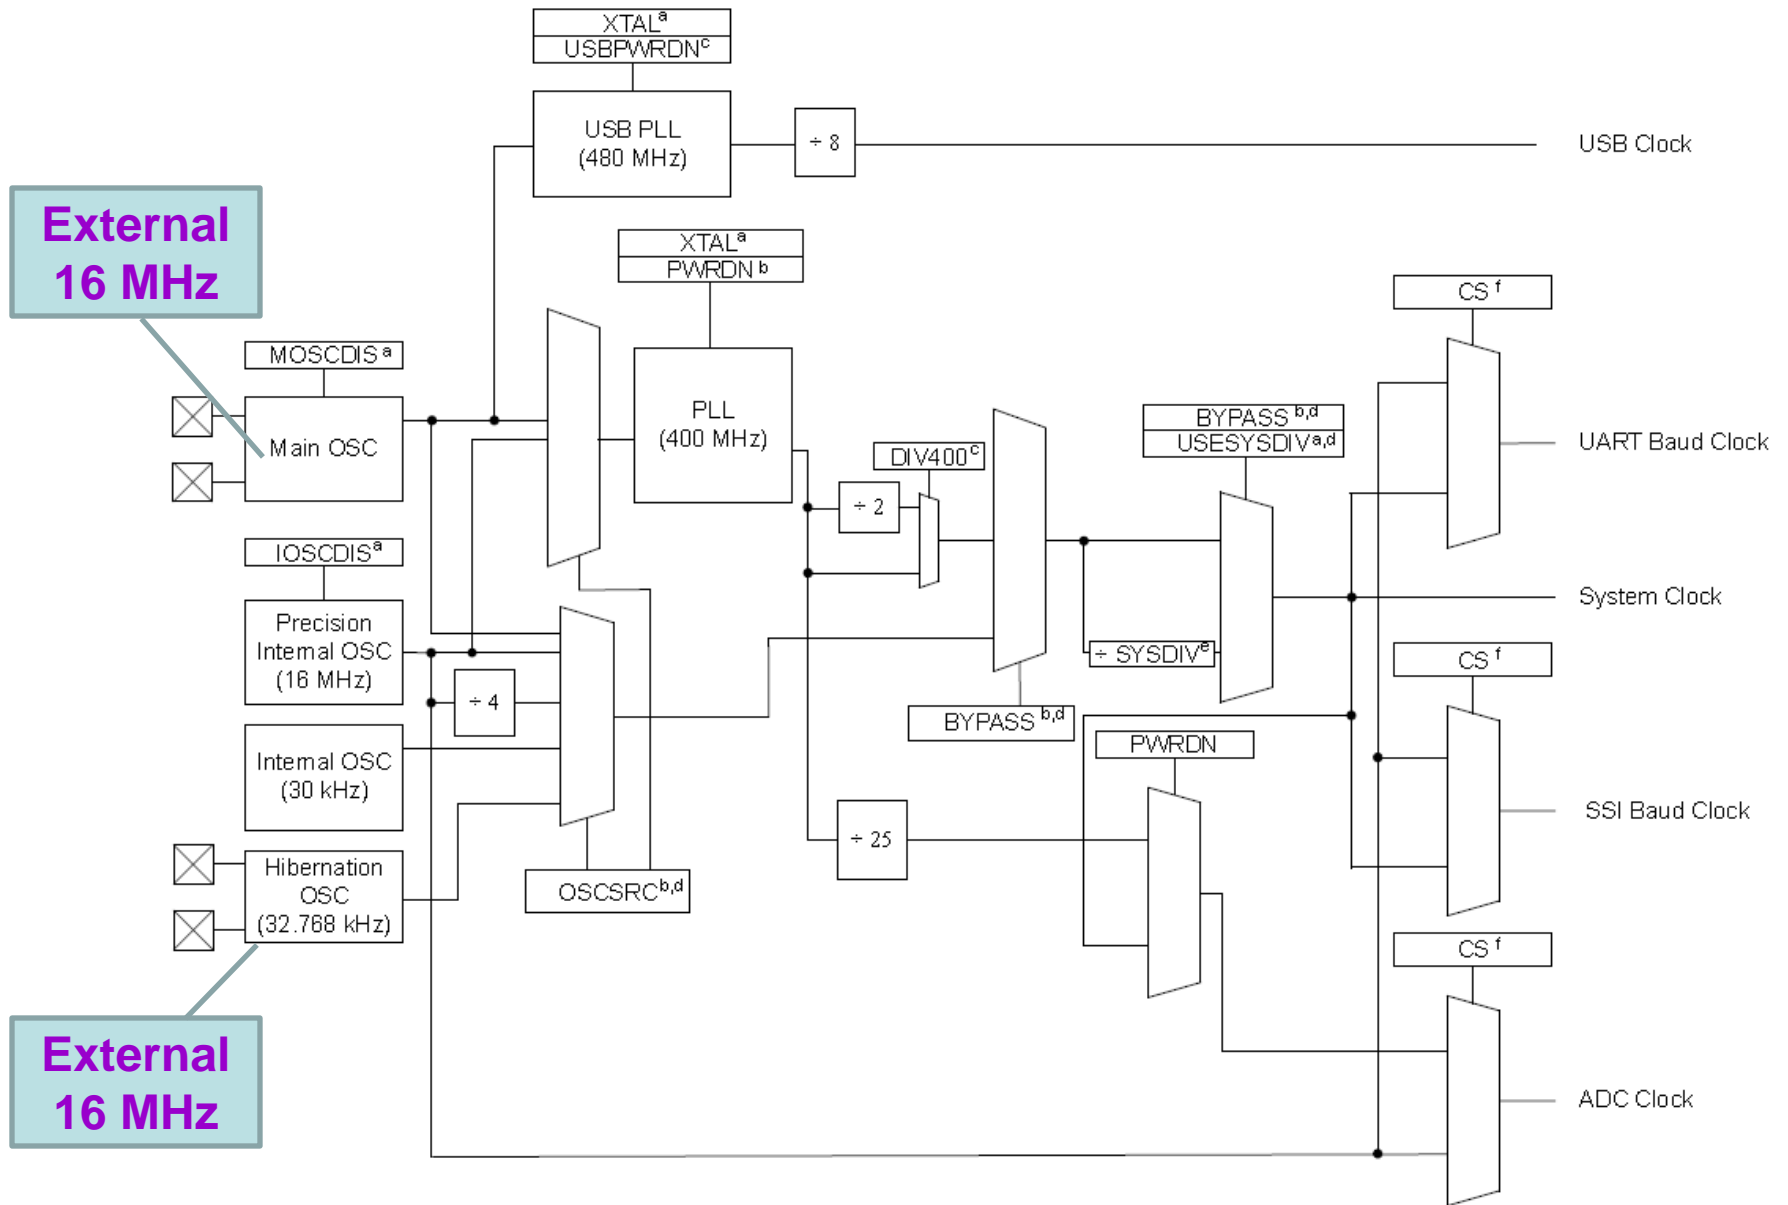 XTALᵃ
USBPWRDNᶜ
USB PLL
(480 MHz)
÷ 8
USB Clock
External
16 MHz
XTALᵃ
PWRDN ᵇ
MOSCDIS ᵃ
Main OSC
PLL
(400 MHz)
DIV400ᶜ
÷ 2
BYPASS ᵇ,ᵈ
USESYSDIVᵃ,ᵈ
CS ᶠ
UART Baud Clock
IOSCDISᵃ
Precision
Internal OSC
(16 MHz)
÷ 4
÷ SYSDIVᵉ
System Clock
BYPASS ᵇ,ᵈ
Internal OSC
(30 kHz)
PWRDN
CS ᶠ
SSI Baud Clock
÷ 25
Hibernation
OSC
(32.768 kHz)
OSCSRCᵇ,ᵈ
CS ᶠ
External
16 MHz
ADC Clock